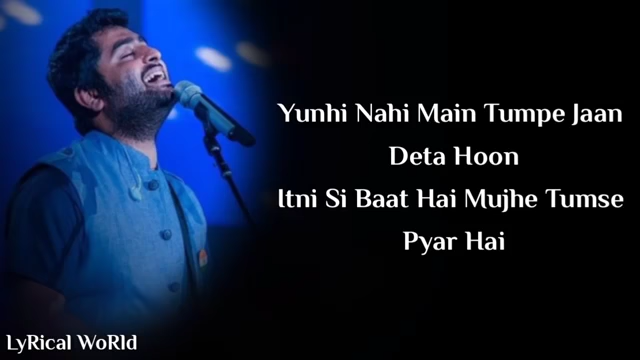 Yunhi Nahi Main Tumpe Jaan
Deta Hoon
Itni Si Baat Hai Mujhe Tumse
Pyar Hai
LyRical WoRld